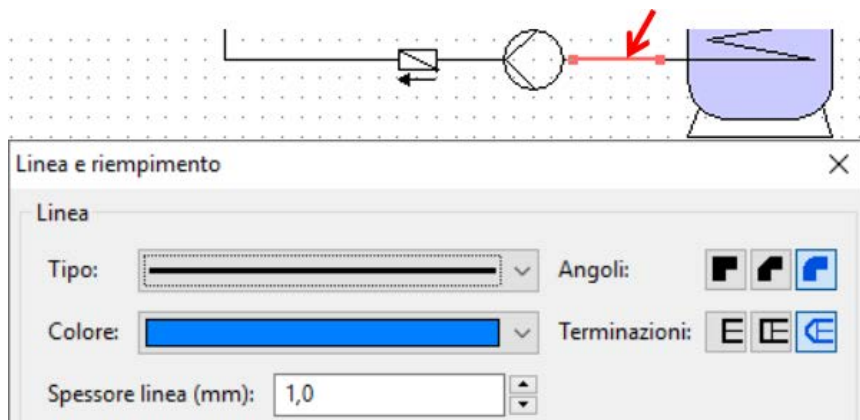 Linea e riempimento
Linea
Tipo:
Angoli:
Colore:
Terminazioni:
Spessore linea (mm): 1,0